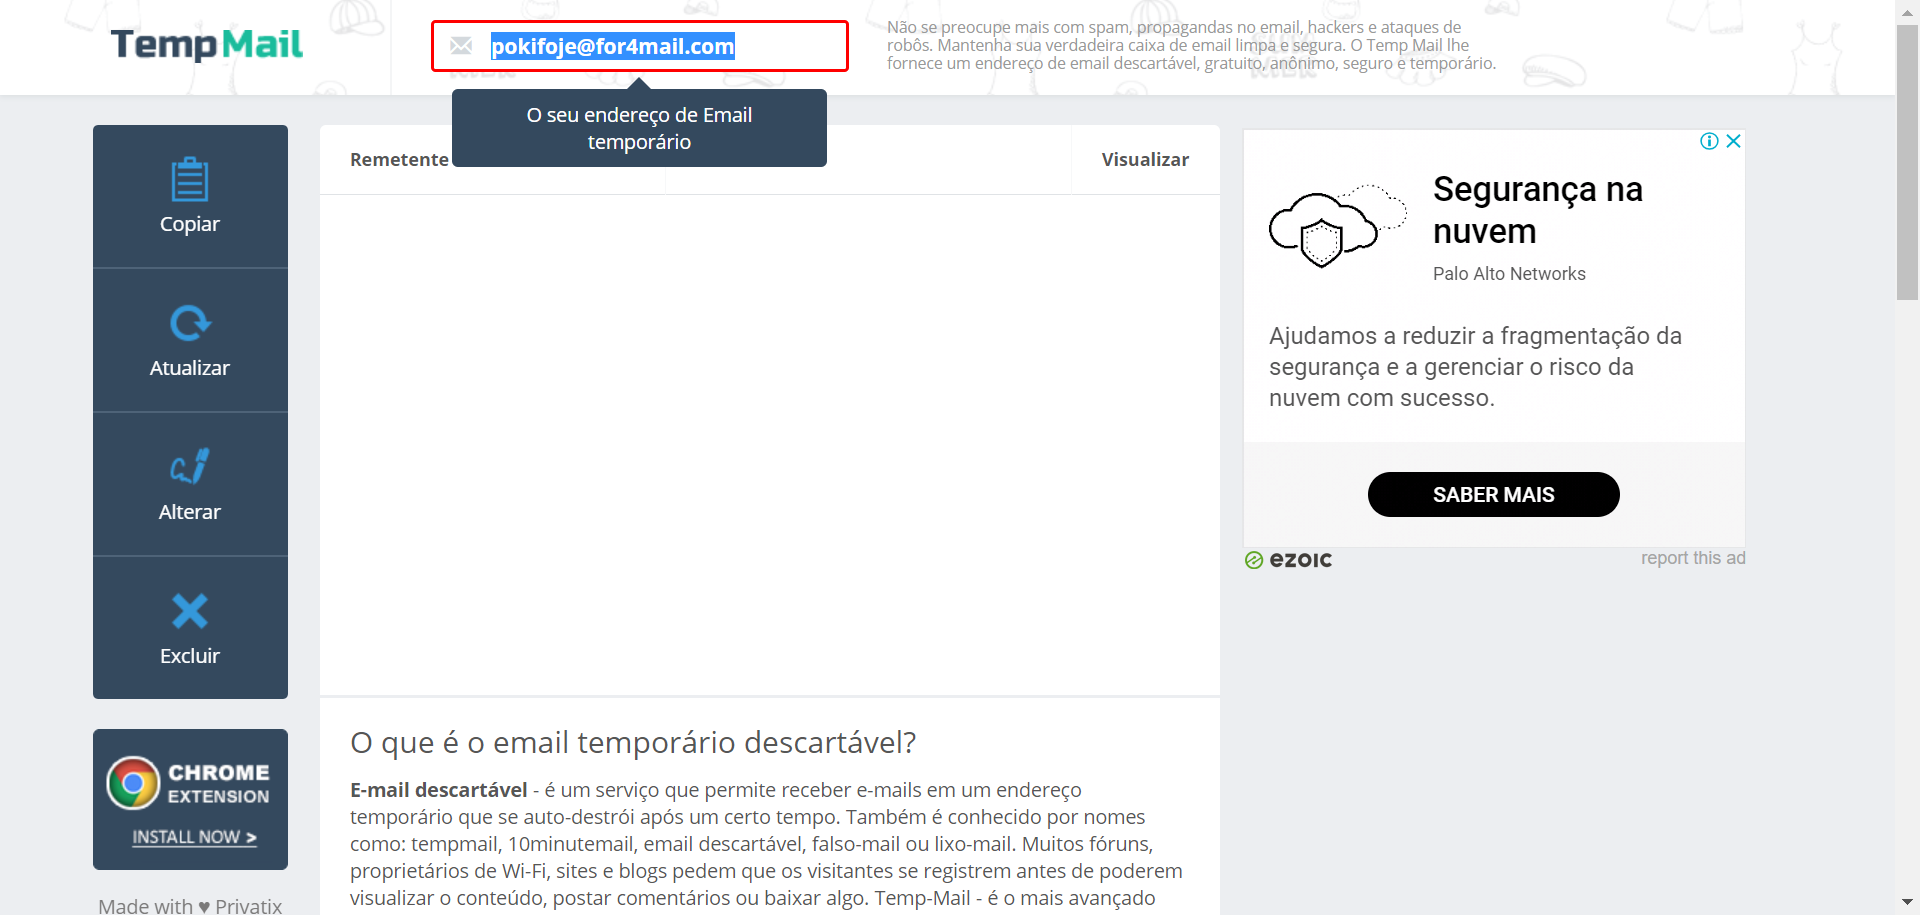 TempMail
pokifoje@for4mail.com
Não se preocupe mais com spam, propagandas no email, hackers e ataques de
robôs. Mantenha sua verdadeira caixa de email limpa e segura. O Temp Mail lhe
fornece um endereço de email descartável, gratuito, anônimo, seguro e temporário.
O seu endereço de Email
temporário
Copiar
Atualizar
Alterar
Excluir
CHROME
EXTENSION
INSTALL NOW >
Made with ♥ Privatix
Remetente
Visualizar
O que é o email temporário descartável?
E-mail descartável - é um serviço que permite receber e-mails em um endereço
temporário que se auto-destrói após um certo tempo. Também é conhecido por nomes
como: tempmail, 10minutemail, email descartável, falso-mail ou lixo-mail. Muitos fóruns,
proprietários de Wi-Fi, sites e blogs pedem que os visitantes se registrem antes de poderem
visualizar o conteúdo, postar comentários ou baixar algo. Temp-Mail - é o mais avançado
Segurança na
nuvem
Palo Alto Networks
Ajudamos a reduzir a fragmentação da
segurança e a gerenciar o risco da
nuvem com sucesso.
SABER MAIS
ezoic
report this ad